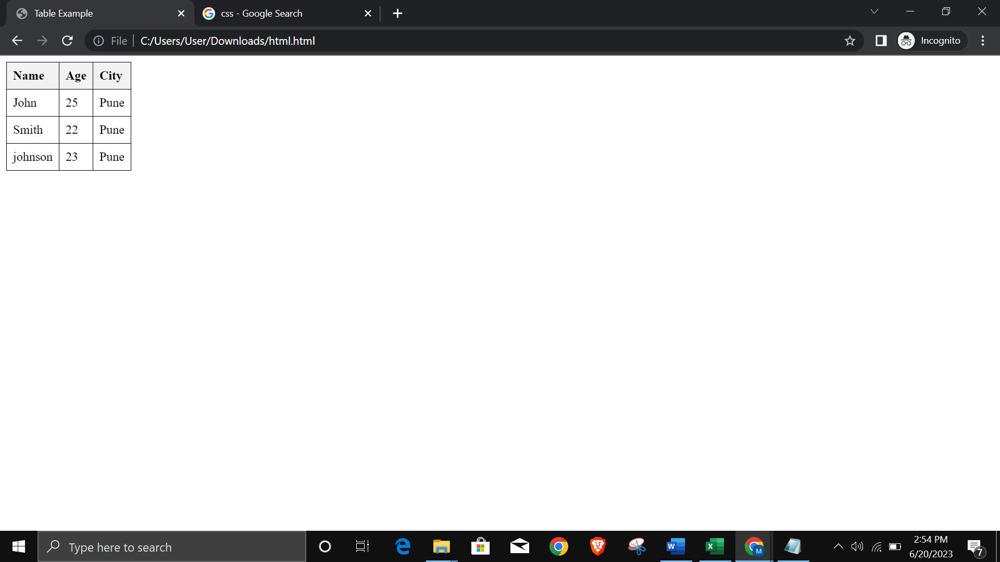 Table Example
css - Google Search
File
C:/Users/User/Downloads/html.html
Incognito
Name Age City
John 25 Pune
Smith 22 Pune
johnson 23 Pune
Type here to search
W
X
M
2:54 PM
6/20/2023
7